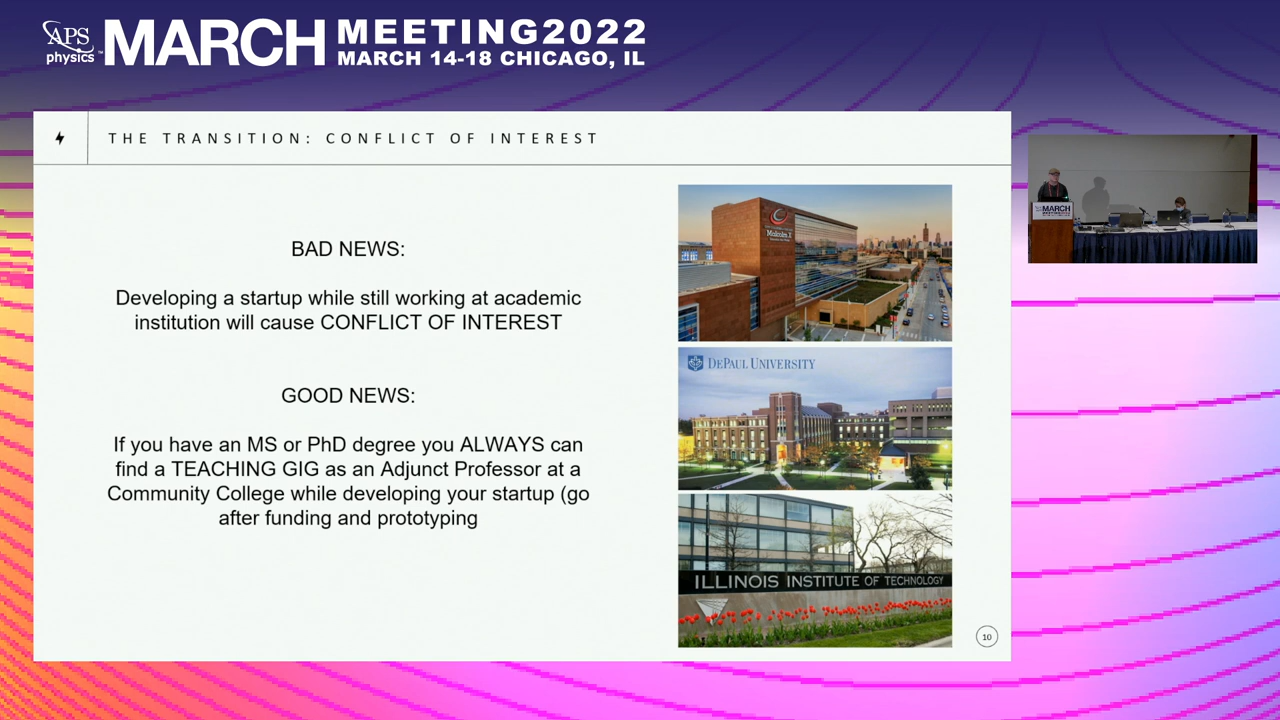 APS
physics
MARCH
MEETING2022
MARCH 14-18 CHICAGO, IL
THE TRANSITION: CONFLICT OF INTEREST
BAD NEWS:
Developing a startup while still working at academic
institution will cause CONFLICT OF INTEREST
GOOD NEWS:
If you have an MS or PhD degree you ALWAYS can
find a TEACHING GIG as an Adjunct Professor at a
Community College while developing your startup (go
after funding and prototyping
Malcolm X
DEPAUL UNIVERSITY
ILLINOIS INSTITUTE OF TECHNOLOGY
10
MARCH